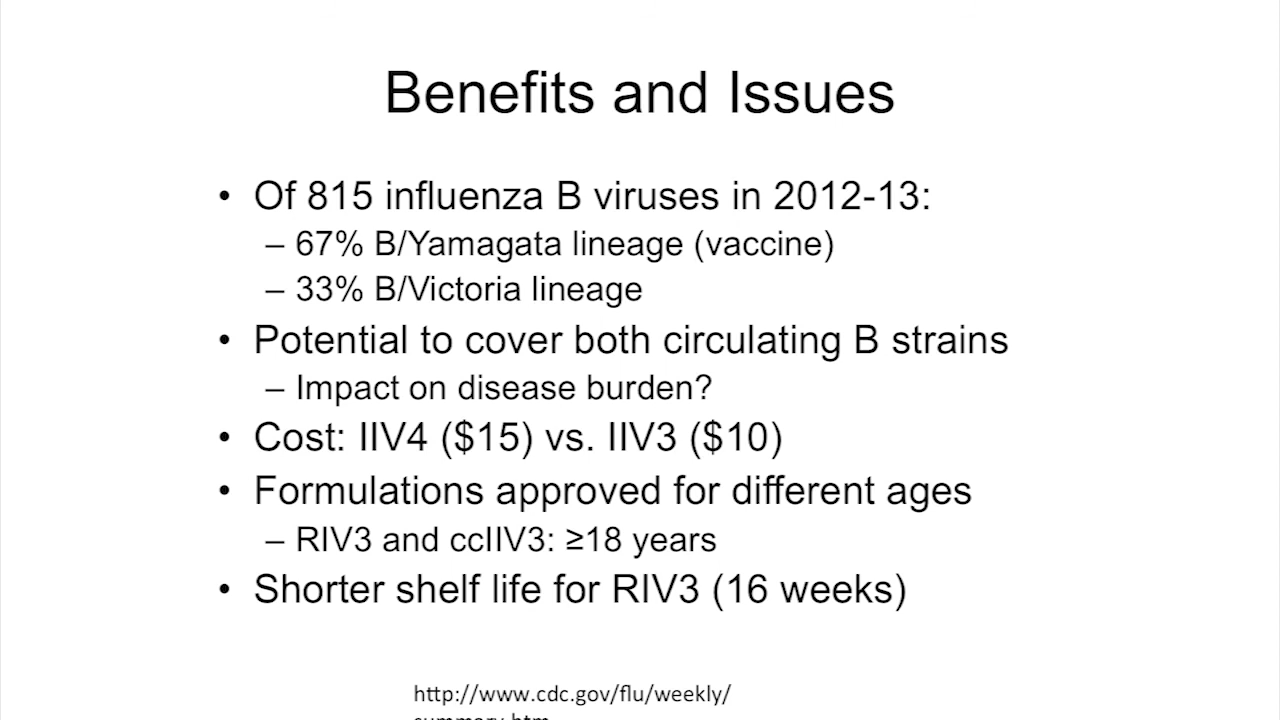 Benefits and Issues
• Of 815 influenza B viruses in 2012-13:
– 67% B/Yamagata lineage (vaccine)
– 33% B/Victoria lineage
• Potential to cover both circulating B strains
– Impact on disease burden?
• Cost: IIV4 ($15) vs. IIV3 ($10)
• Formulations approved for different ages
– RIV3 and ccIIV3: ≥18 years
• Shorter shelf life for RIV3 (16 weeks)
http://www.cdc.gov/flu/weekly/
summary.htm